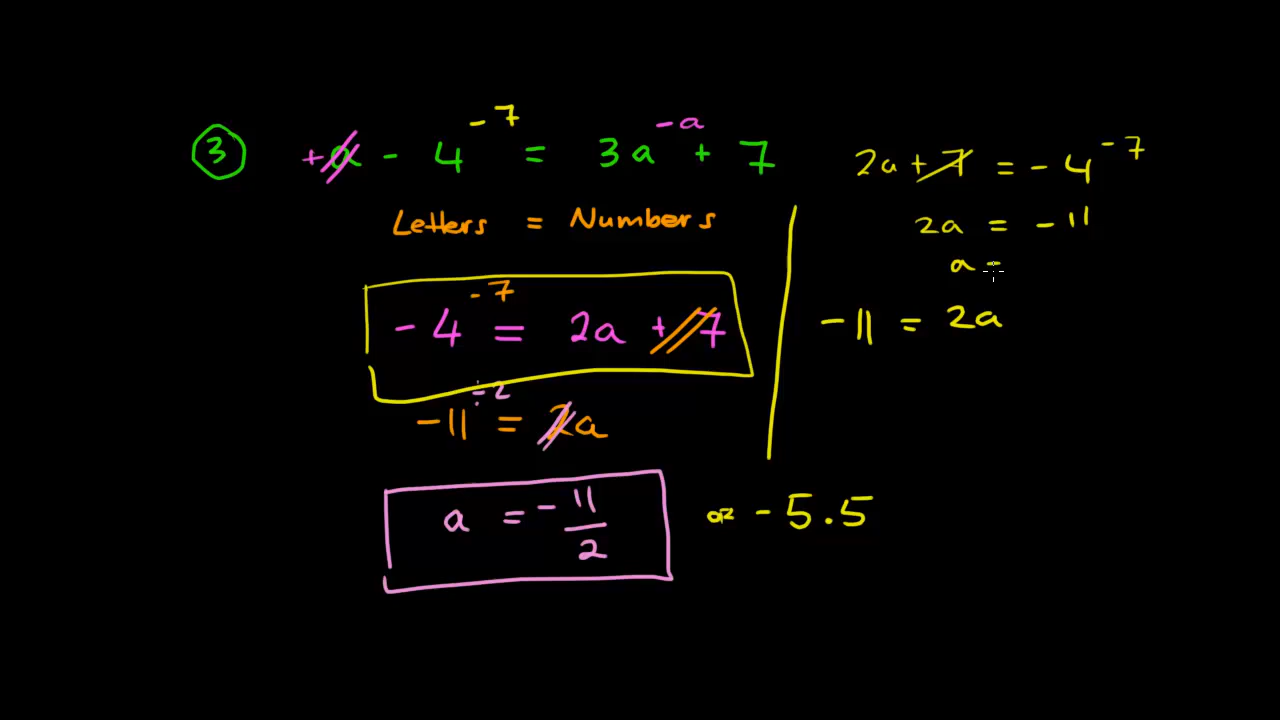 ③ +a - 4 -7 = 3a -a + 7
Letters = Numbers
- 4 -7 = 2a + 7
-11 ÷2 = 2a
a = - 11/2 or - 5.5
2a + 7 = - 4 -7
2a = - 11
a =
- 11 = 2a